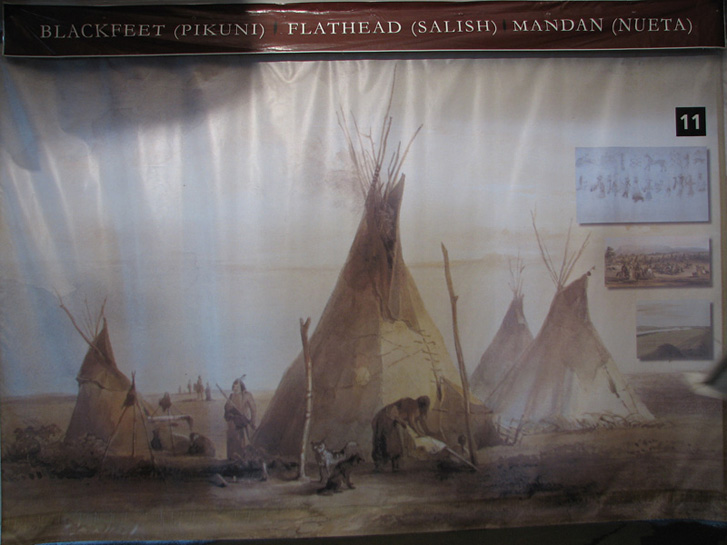 BLACKFEET (PIKUNI) FLATHEAD (SALISH) MANDAN (NUETA)
11